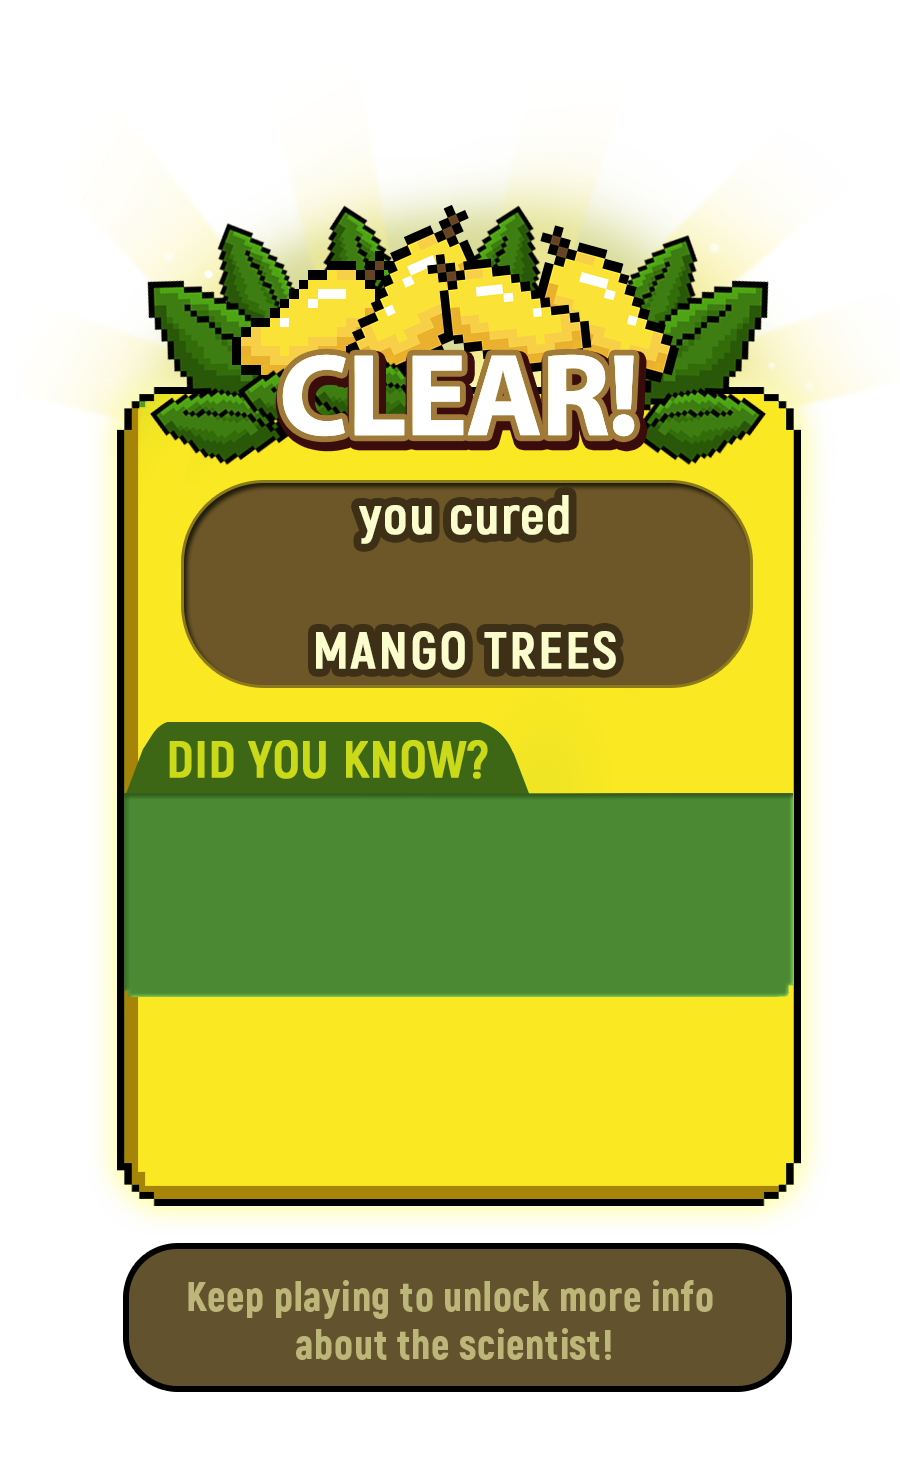 CLEAR!
you cured
MANGO TREES
DID YOU KNOW?
Keep playing to unlock more info
about the scientist!